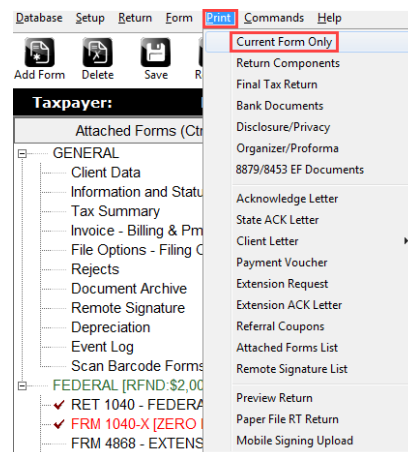 Database Setup Return Form Print Commands Help
Add Form Delete Save R
Taxpayer:
Attached Forms (Ctr
GENERAL
Client Data
Information and Statu
Tax Summary
Invoice - Billing & Pm
File Options - Filing C
Rejects
Document Archive
Remote Signature
Depreciation
Event Log
Scan Barcode Forms
FEDERAL [RFND:$2,00
RET 1040 - FEDERA
FRM 1040-X [ZERO
FRM 4868 - EXTENS
Current Form Only
Return Components
Final Tax Return
Bank Documents
Disclosure/Privacy
Organizer/Proforma
8879/8453 EF Documents
Acknowledge Letter
State ACK Letter
Client Letter
Payment Voucher
Extension Request
Extension ACK Letter
Referral Coupons
Attached Forms List
Remote Signature List
Preview Return
Paper File RT Return
Mobile Signing Upload